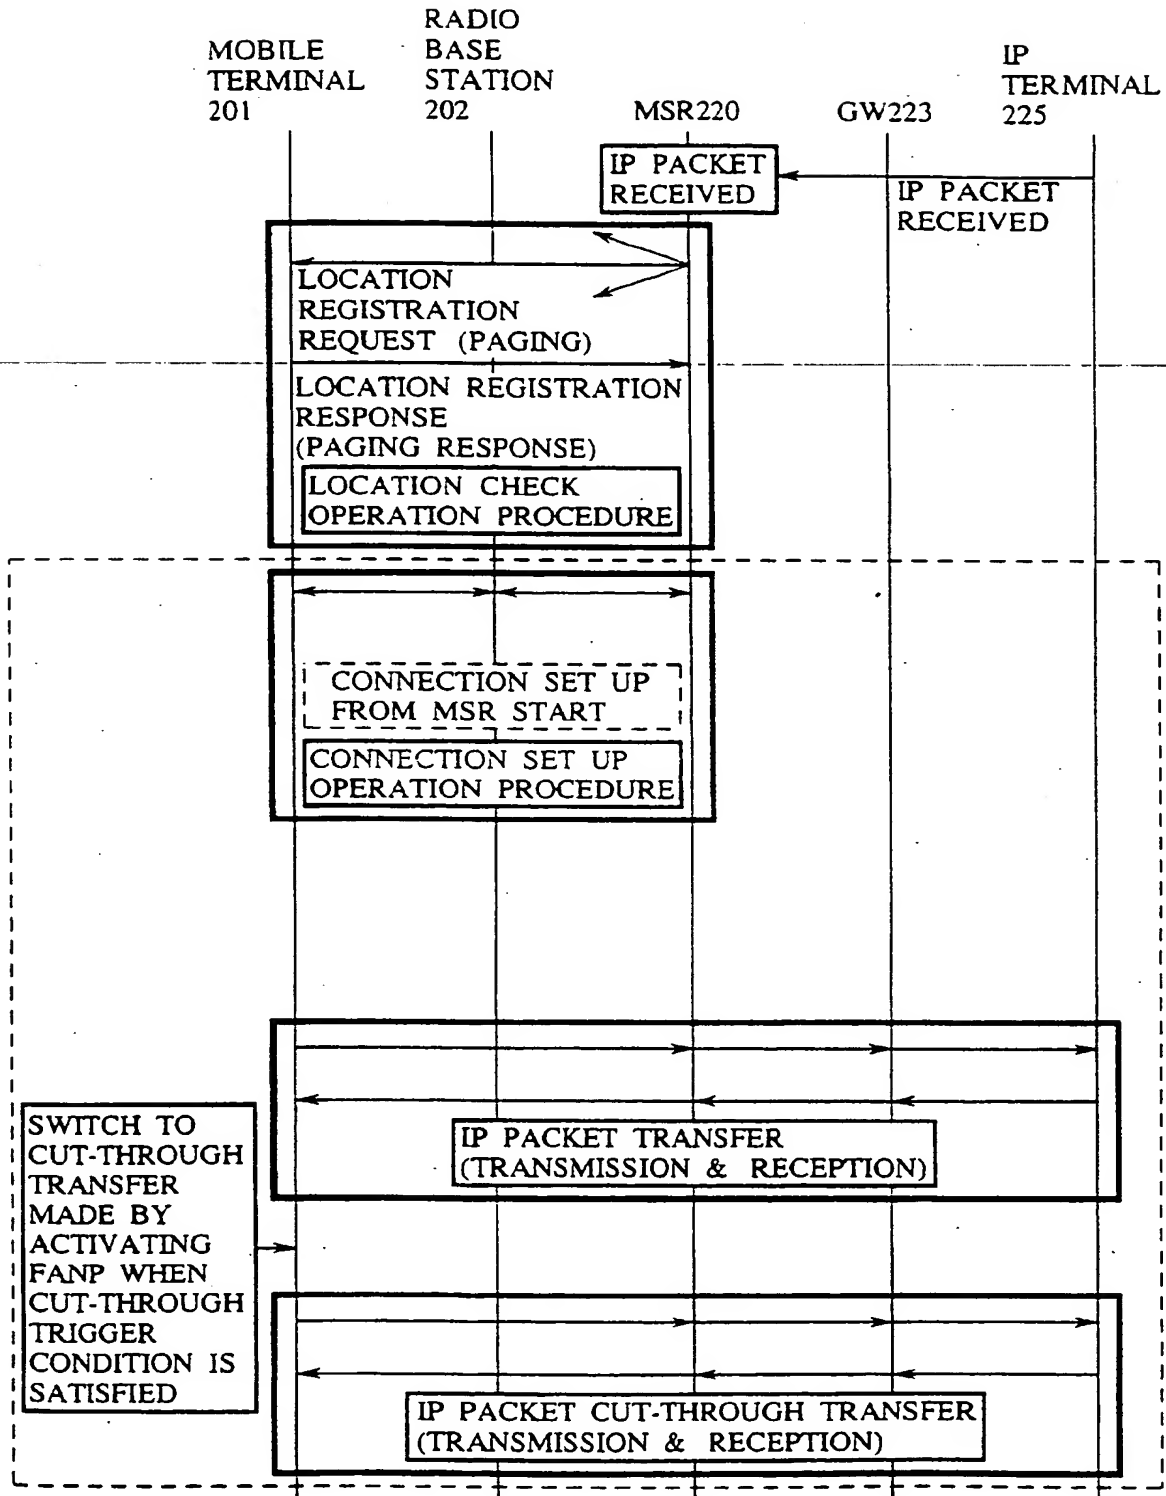 MOBILE
TERMINAL
201
RADIO
BASE
STATION
202
MSR220
GW223
IP
TERMINAL
225
IP PACKET
RECEIVED
IP PACKET
RECEIVED
LOCATION
REGISTRATION
REQUEST (PAGING)
LOCATION REGISTRATION
RESPONSE
(PAGING RESPONSE)
LOCATION CHECK
OPERATION PROCEDURE
CONNECTION SET UP
FROM MSR START
CONNECTION SET UP
OPERATION PROCEDURE
IP PACKET TRANSFER
(TRANSMISSION & RECEPTION)
SWITCH TO
CUT-THROUGH
TRANSFER
MADE BY
ACTIVATING
FANP WHEN
CUT-THROUGH
TRIGGER
CONDITION IS
SATISFIED
IP PACKET CUT-THROUGH TRANSFER
(TRANSMISSION & RECEPTION)